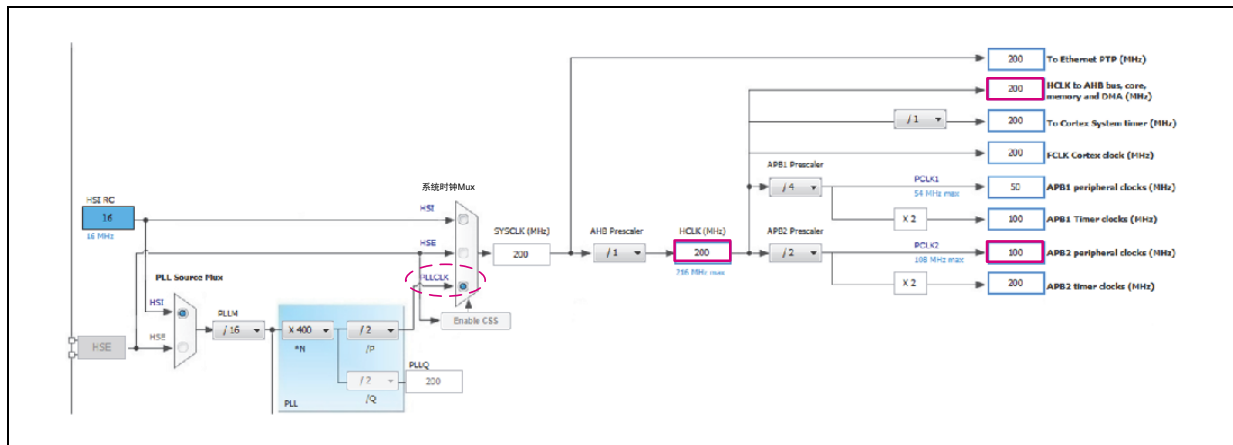 200
To Ethernet PTP (MHz)
200
HCLK to AHB bus, core,
memory and DMA (MHz)
/ 1
200
To Cortex System timer (MHz)
200
FCLK Cortex clock (MHz)
APB1 Prescaler
/ 4
PCLK1
54 MHz max
50
APB1 peripheral clocks (MHz)
X 2
100
APB1 Timer clocks (MHz)
系统时钟Mux
HSI RC
16
16 MHz
HSI
HSE
PLLCLK
SYSCLK (MHz)
200
AHB Prescaler
/ 1
HCLK (MHz)
200
216 MHz max
APB2 Prescaler
/ 2
PCLK2
108 MHz max
100
APB2 peripheral clocks (MHz)
X 2
200
APB2 timer clocks (MHz)
Enable CSS
PLL Source Mux
HSI
HSE
HSE
PLLM
/ 16
X 400
*N
/ 2
/P
/ 2
/Q
PLLQ
200
PLL